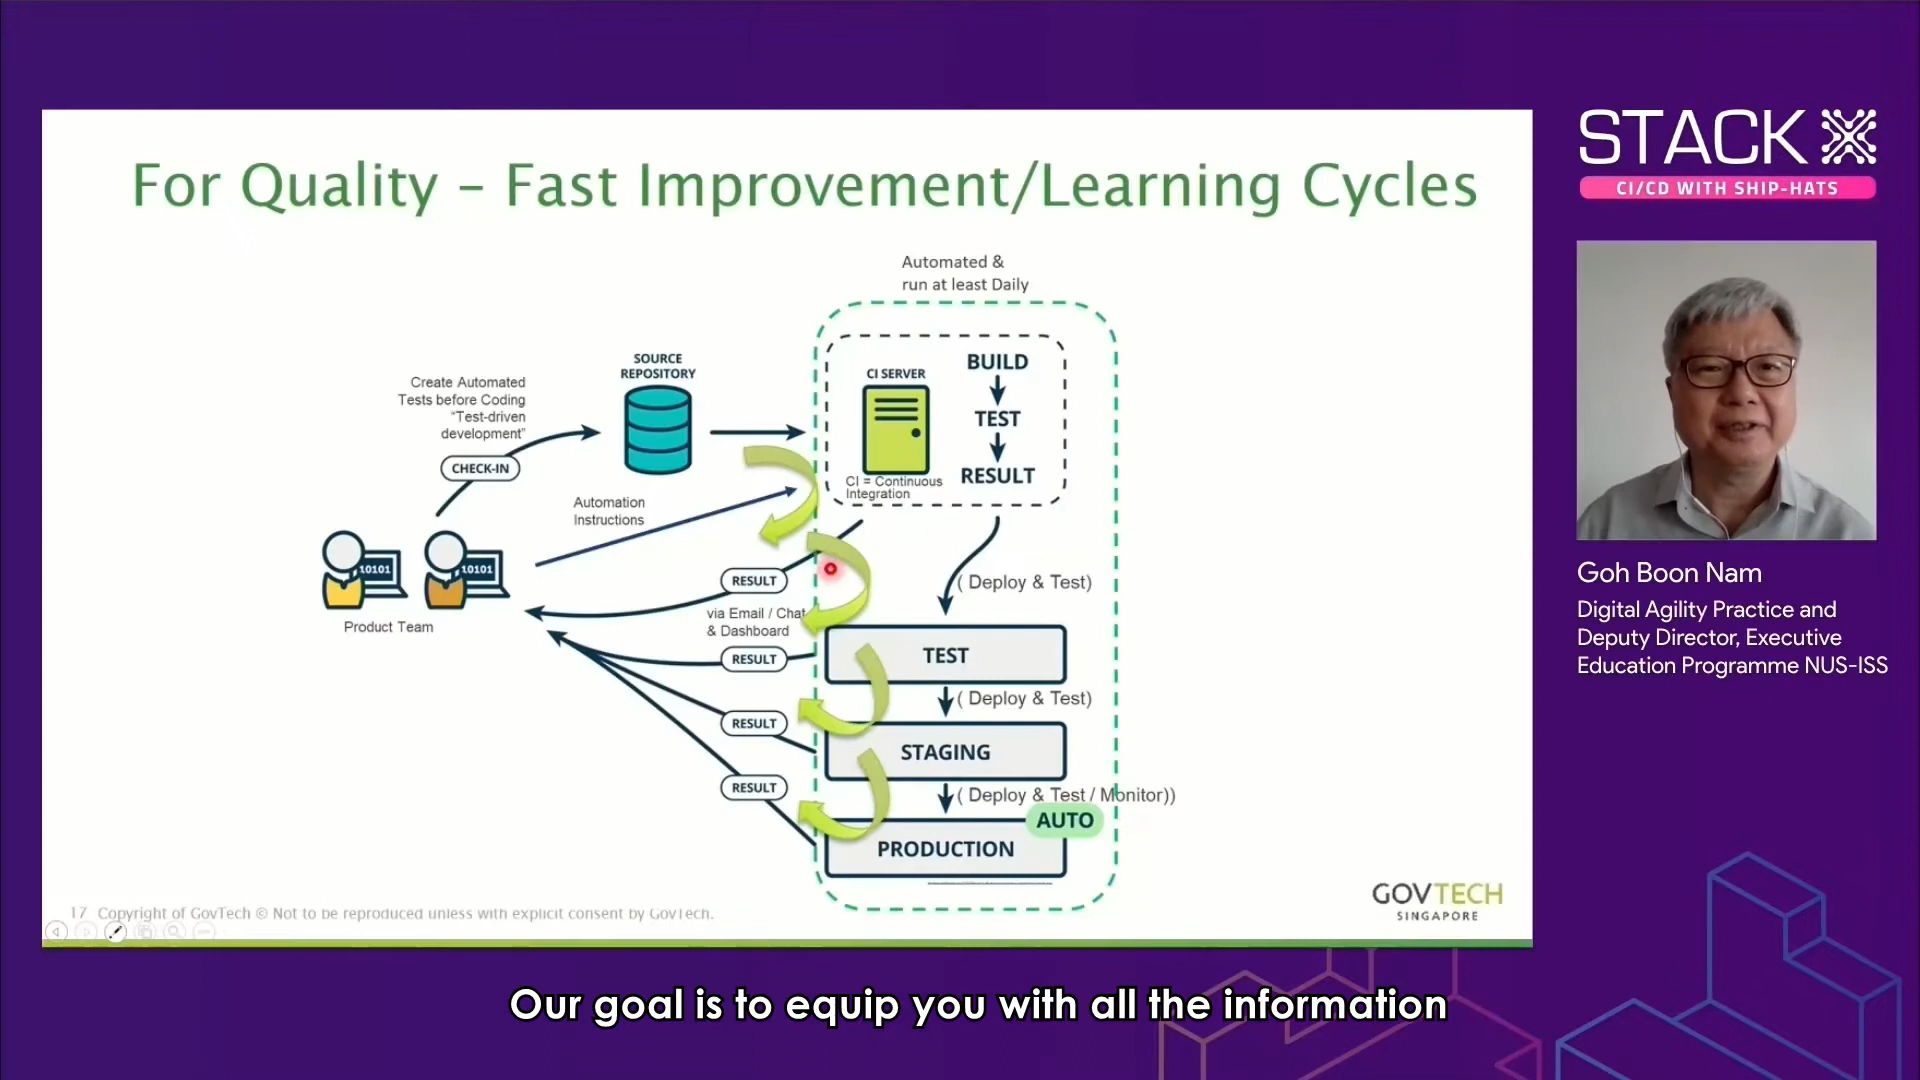 For Quality – Fast Improvement/Learning Cycles
Automated &
run at least Daily
SOURCE
REPOSITORY
Create Automated
Tests before Coding
"Test-driven
development"
CHECK-IN
Automation
Instructions
CI SERVER
CI = Continuous
Integration
BUILD
TEST
RESULT
10101
10101
Product Team
RESULT
via Email / Chat
& Dashboard
RESULT
RESULT
RESULT
( Deploy & Test)
TEST
( Deploy & Test)
STAGING
( Deploy & Test / Monitor))
AUTO
PRODUCTION
17 Copyright of GovTech © Not to be reproduced unless with explicit consent by GovTech.
GOVTECH
SINGAPORE
STACK X
CI/CD WITH SHIP-HATS
Goh Boon Nam
Digital Agility Practice and
Deputy Director, Executive
Education Programme NUS-ISS
Our goal is to equip you with all the information